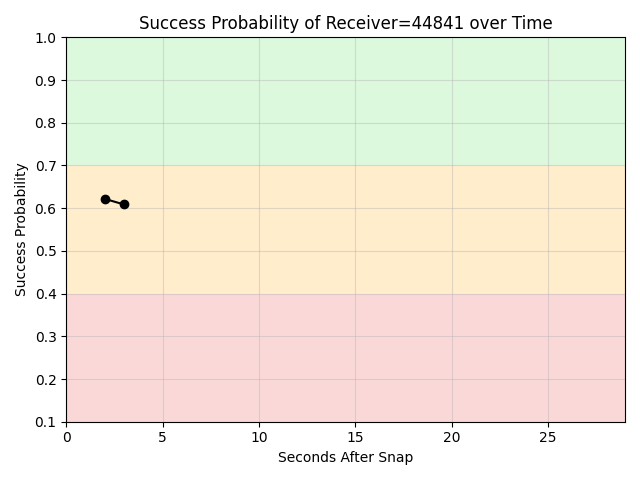 Success Probability of Receiver=44841 over Time
Success Probability
1.0
0.9
0.8
0.7
0.6
0.5
0.4
0.3
0.2
0.1
0 5 10 15 20 25
Seconds After Snap